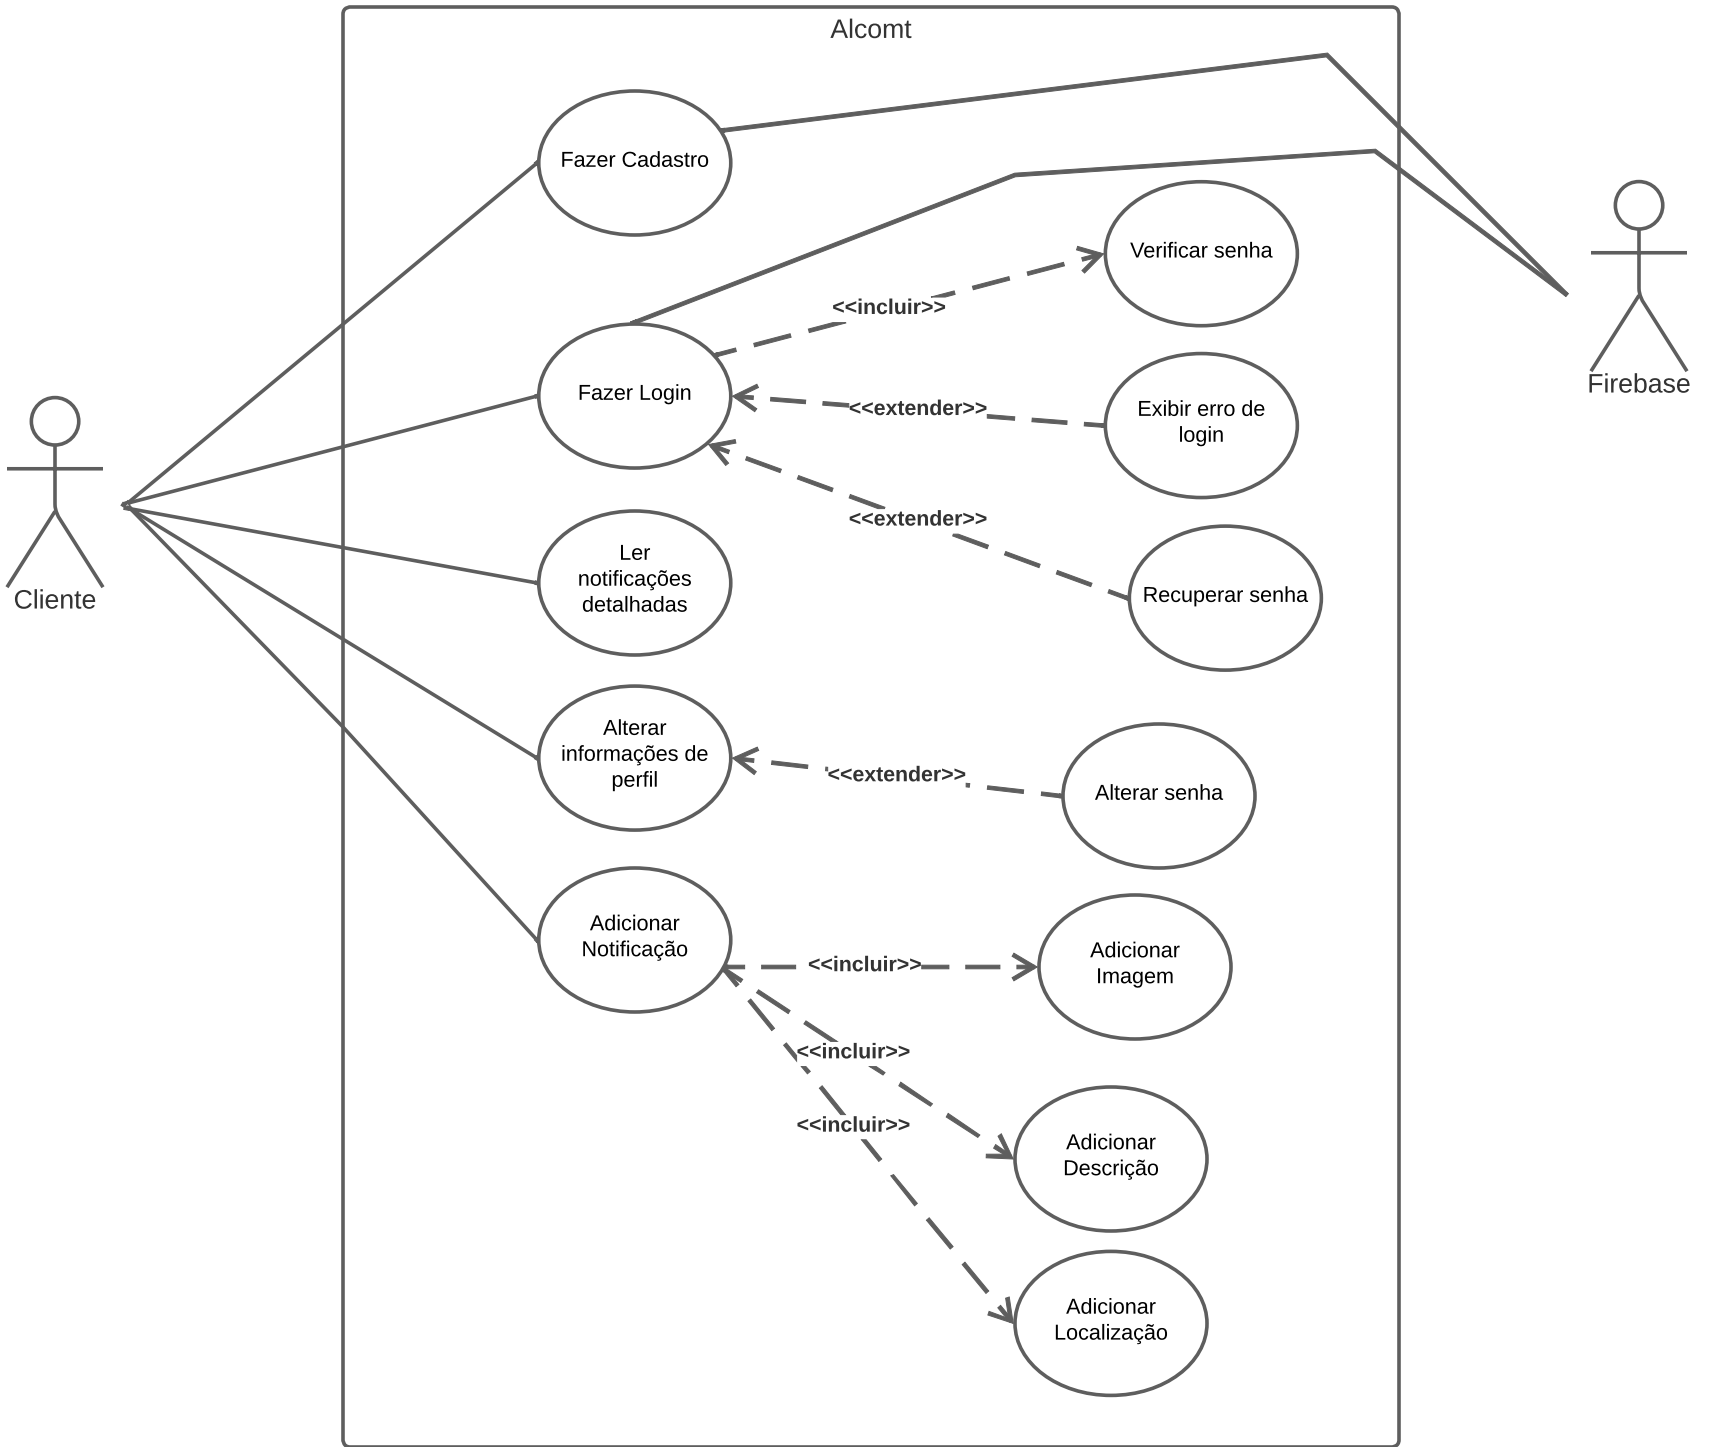 Alcomt
Fazer Cadastro
Verificar senha
<<incluir>>
Fazer Login
<<extender>>
Exibir erro de
login
Firebase
<<extender>>
Ler
notificações
detalhadas
Recuperar senha
Cliente
Alterar
informações de
perfil
<<extender>>
Alterar senha
Adicionar
Notificação
<<incluir>>
Adicionar
Imagem
<<incluir>>
<<incluir>>
Adicionar
Descrição
Adicionar
Localização